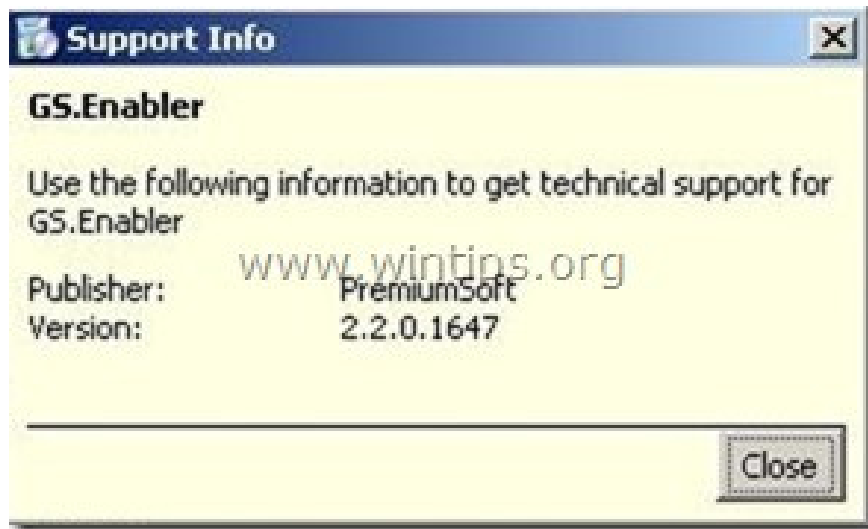 Support Info
GS.Enabler
Use the following information to get technical support for
GS.Enabler
www.wintips.org
Publisher: PremiumSoft
Version: 2.2.0.1647
Close